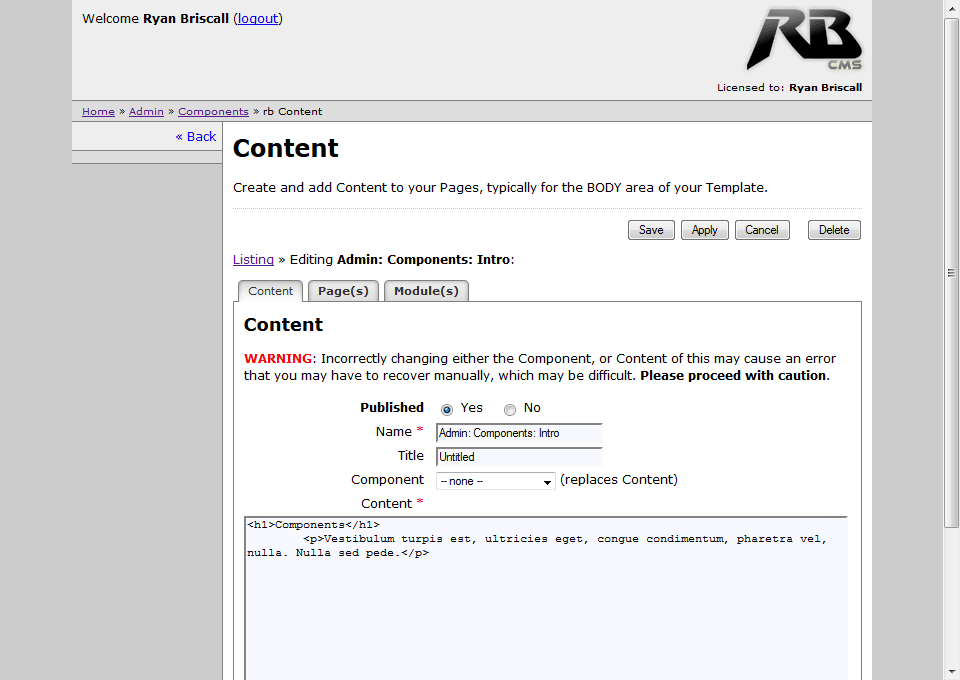 Welcome Ryan Briscall (logout)
RB
CMS
Licensed to: Ryan Briscall
Home » Admin » Components » rb Content
« Back
Content
Create and add Content to your Pages, typically for the BODY area of your Template.
Save Apply Cancel Delete
Listing » Editing Admin: Components: Intro:
Content Page(s) Module(s)
Content
WARNING: Incorrectly changing either the Component, or Content of this may cause an error
that you may have to recover manually, which may be difficult. Please proceed with caution.
Published Yes No
Name * Admin: Components: Intro
Title Untitled
Component -- none -- (replaces Content)
Content *
<h1>Components</h1>
<p>Vestibulum turpis est, ultricies eget, congue condimentum, pharetra vel,
nulla. Nulla sed pede.</p>